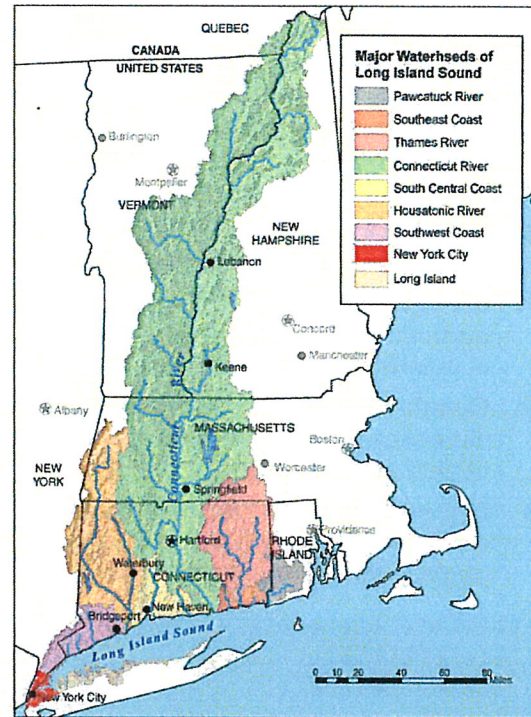 QUEBEC
CANADA
UNITED STATES
Major Waterhseds of
Long Island Sound
Pawcatuck River
Southeast Coast
Thames River
Connecticut River
South Central Coast
Housatonic River
Southwest Coast
New York City
Long Island
Burlington
Montpelier
VERMONT
NEW
HAMPSHIRE
Lebanon
Concord
Manchester
Keene
Connecticut River
Albany
MASSACHUSETTS
Boston
NEW
YORK
Worcester
Springfield
Hartford
Providence
RHODE
ISLAND
Waterbury
CONNECTICUT
New Haven
Bridgeport
Long Island Sound
New York City
0 10 20 40 60 80
Miles